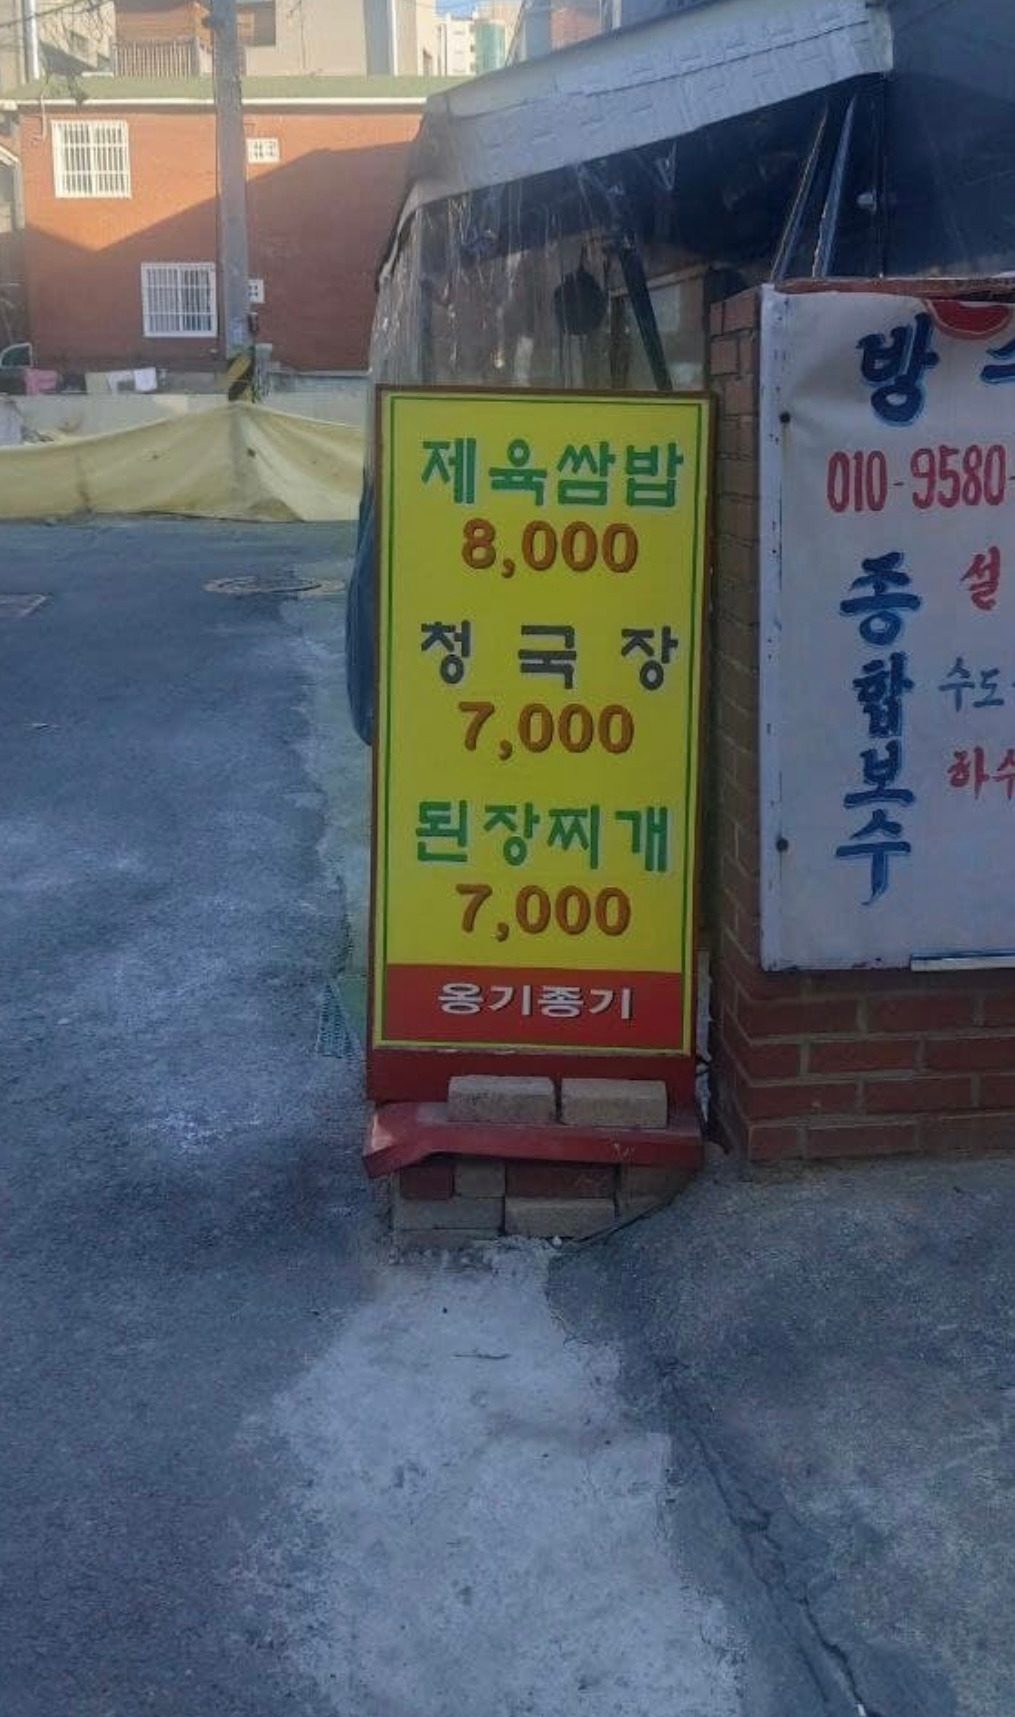 제육쌈밥
8,000
청국장
7,000
된장찌개
7,000
옹기종기
방
010-9580-
종합보수
설
수도
하수